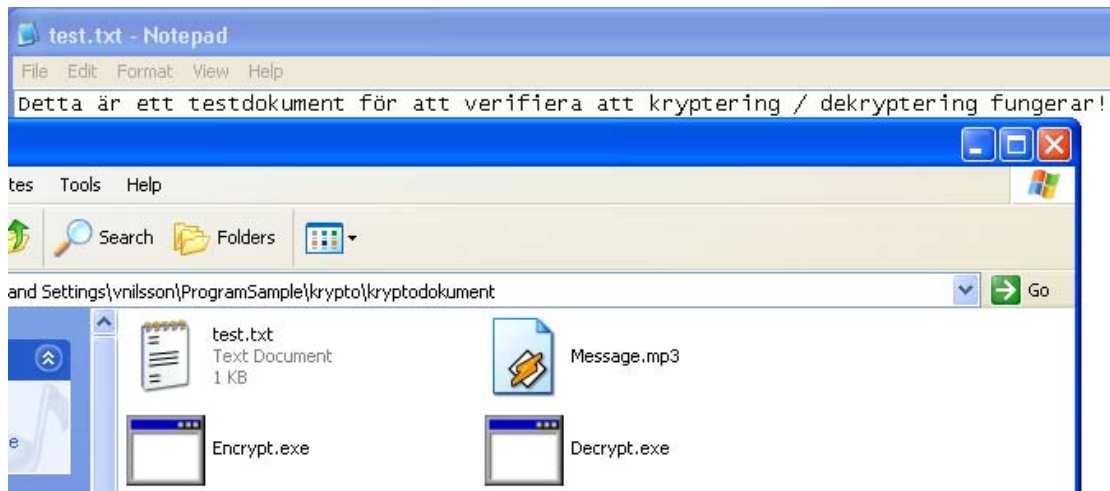 test.txt - Notepad
File Edit Format View Help
Detta är ett testdokument för att verifiera att kryptering / dekryptering fungerar!
tes Tools Help
Search Folders
and Settings\vnilsson\ProgramSample\krypto\kryptodokument Go
test.txt
Text Document
1 KB
Message.mp3
e
Encrypt.exe
Decrypt.exe